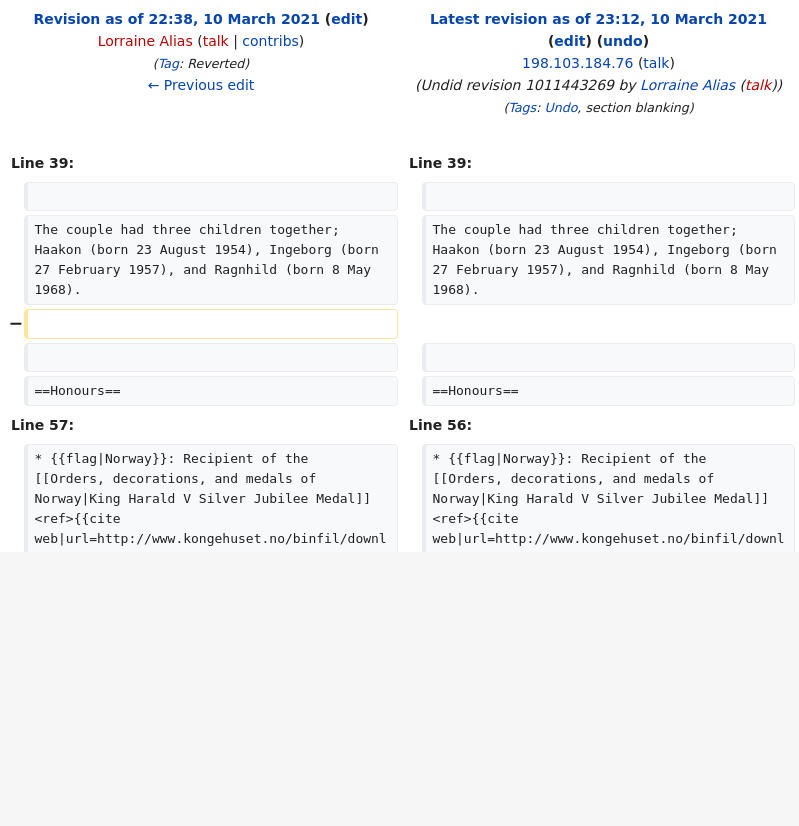 Revision as of 22:38, 10 March 2021 (edit)
Lorraine Alias (talk | contribs)
(Tag: Reverted)
← Previous edit
Latest revision as of 23:12, 10 March 2021
(edit) (undo)
198.103.184.76 (talk)
(Undid revision 1011443269 by Lorraine Alias (talk))
(Tags: Undo, section blanking)
Line 39:
Line 39:
The couple had three children together;
Haakon (born 23 August 1954), Ingeborg (born
27 February 1957), and Ragnhild (born 8 May
1968).
The couple had three children together;
Haakon (born 23 August 1954), Ingeborg (born
27 February 1957), and Ragnhild (born 8 May
1968).
−
==Honours==
==Honours==
Line 57:
Line 56:
* {{flag|Norway}}: Recipient of the
[[Orders, decorations, and medals of
Norway|King Harald V Silver Jubilee Medal]]
<ref>{{cite
web|url=http://www.kongehuset.no/binfil/downl
* {{flag|Norway}}: Recipient of the
[[Orders, decorations, and medals of
Norway|King Harald V Silver Jubilee Medal]]
<ref>{{cite
web|url=http://www.kongehuset.no/binfil/downl